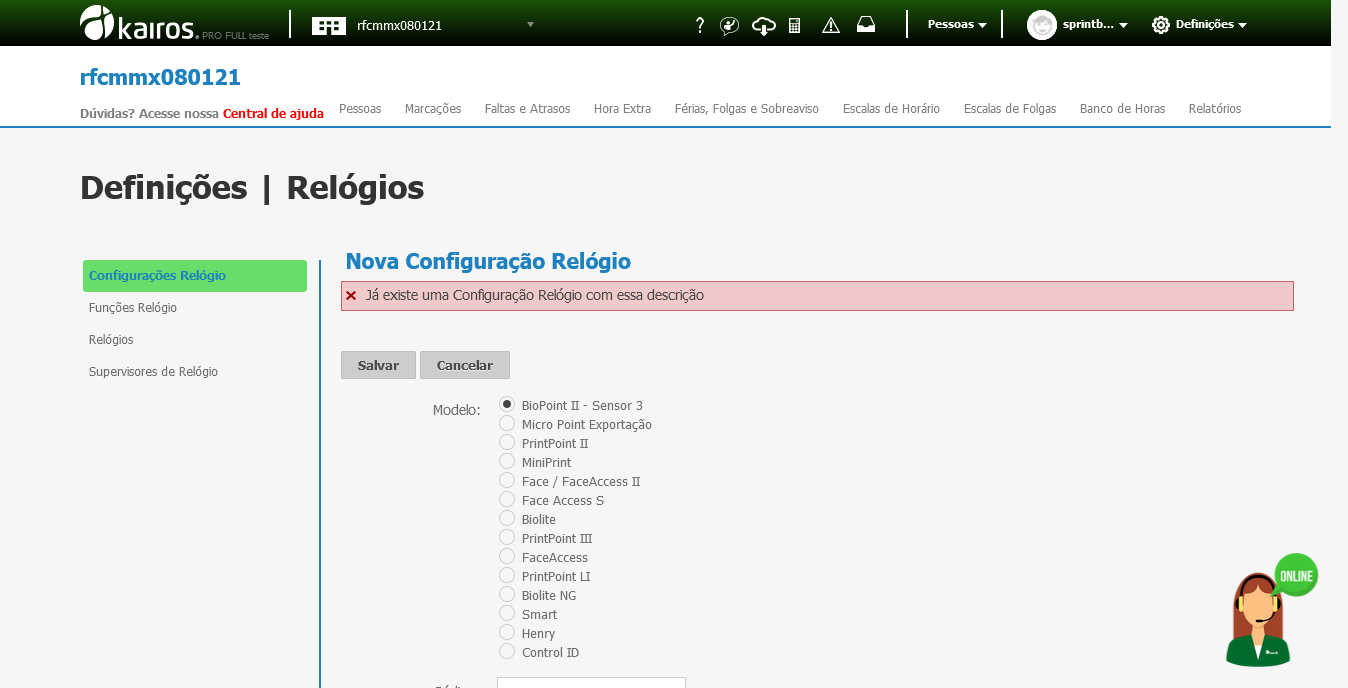 kairos. PRO FULL teste
rfcmmx080121
?
Pessoas
sprintb...
Definições
rfcmmx080121
Dúvidas? Acesse nossa Central de ajuda
Pessoas Marcações Faltas e Atrasos Hora Extra Férias, Folgas e Sobreaviso Escalas de Horário Escalas de Folgas Banco de Horas Relatórios
Definições | Relógios
Configurações Relógio
Funções Relógio
Relógios
Supervisores de Relógio
Nova Configuração Relógio
Já existe uma Configuração Relógio com essa descrição
Salvar Cancelar
Modelo:
BioPoint II - Sensor 3
Micro Point Exportação
PrintPoint II
MiniPrint
Face / FaceAccess II
Face Access S
Biolite
PrintPoint III
FaceAccess
PrintPoint LI
Biolite NG
Smart
Henry
Control ID
ONLINE